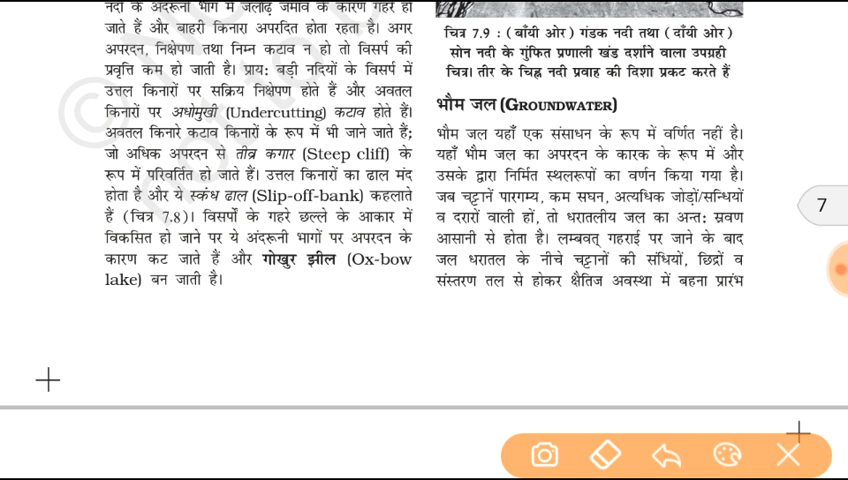 नदी के अंदरूनी भाग में जलोढ़ जमाव के कारण गहरे हो
जाते हैं और बाहरी किनारा अपरदित होता रहता है। अगर
अपरदन, निक्षेपण तथा निम्न कटाव न हो तो विसर्प की
प्रवृत्ति कम हो जाती है। प्राय: बड़ी नदियों के विसर्प में
उत्तल किनारों पर सक्रिय निक्षेपण होते हैं और अवतल
किनारों पर अधोमुखी (Undercutting) कटाव होते हैं।
अवतल किनारे कटाव किनारों के रूप में भी जाने जाते हैं;
जो अधिक अपरदन से तीव्र कगार (Steep cliff) के
रूप में परिवर्तित हो जाते हैं। उत्तल किनारों का ढाल मंद
होता है और ये स्कंध ढाल (Slip-off-bank) कहलाते
हैं (चित्र 7.8)। विसर्पों के गहरे छल्ले के आकार में
विकसित हो जाने पर ये अंदरूनी भागों पर अपरदन के
कारण कट जाते हैं और गोखुर झील (Ox-bow
lake) बन जाती है।
चित्र 7.9 : (बाँयी ओर) गंडक नदी तथा (दाँयी ओर)
सोन नदी के गुंफित प्रणाली खंड दर्शाने वाला उपग्रही
चित्र। तीर के चिह्न नदी प्रवाह की दिशा प्रकट करते हैं
भौम जल (GROUNDWATER)
भौम जल यहाँ एक संसाधन के रूप में वर्णित नहीं है।
यहाँ भौम जल का अपरदन के कारक के रूप में और
उसके द्वारा निर्मित स्थलरूपों का वर्णन किया गया है।
जब चट्टानें पारगम्य, कम सघन, अत्यधिक जोड़ों/सन्धियों
व दरारों वाली हों, तो धरातलीय जल का अन्त: स्रवण
आसानी से होता है। लम्बवत् गहराई पर जाने के बाद
जल धरातल के नीचे चट्टानों की संधियों, छिद्रों व
संस्तरण तल से होकर क्षैतिज अवस्था में बहना प्रारंभ
7